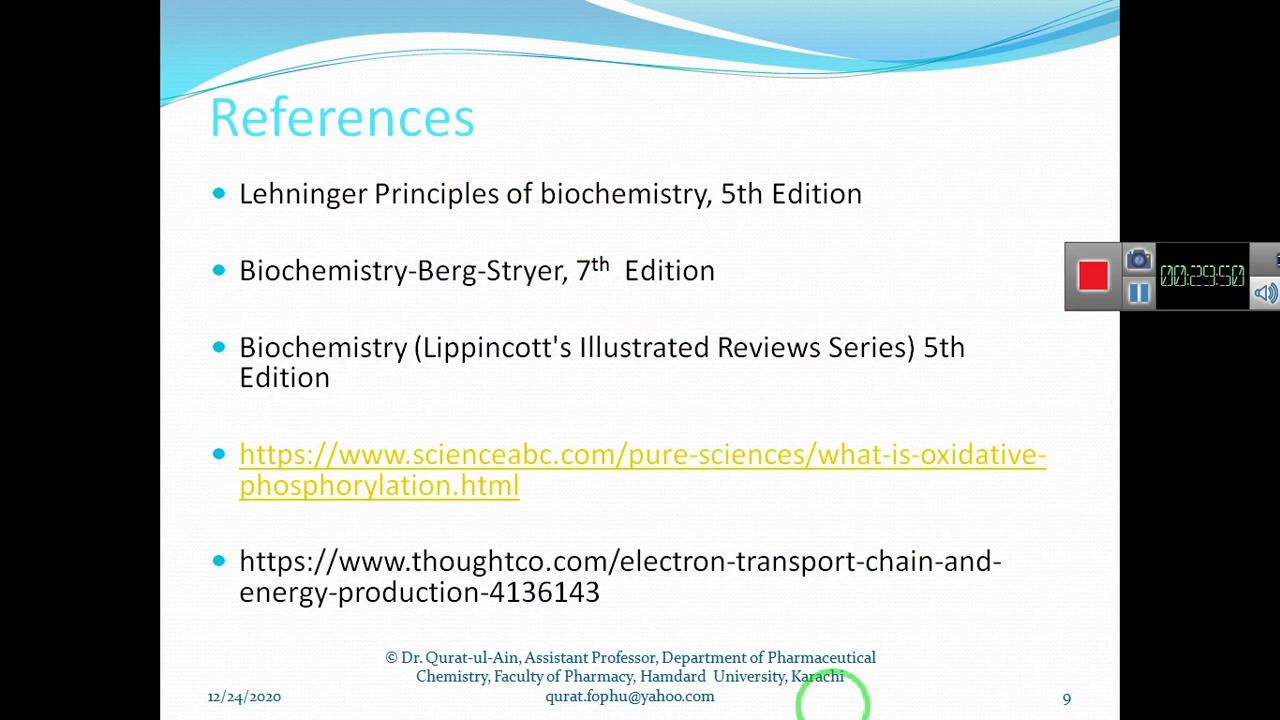 References
Lehninger Principles of biochemistry, 5th Edition
Biochemistry-Berg-Stryer, 7th Edition
Biochemistry (Lippincott's Illustrated Reviews Series) 5th
Edition
https://www.scienceabc.com/pure-sciences/what-is-oxidative-
phosphorylation.html
https://www.thoughtco.com/electron-transport-chain-and-
energy-production-4136143
© Dr. Qurat-ul-Ain, Assistant Professor, Department of Pharmaceutical
Chemistry, Faculty of Pharmacy, Hamdard University, Karachi
12/24/2020 qurat.fophu@yahoo.com 9
00:29:50